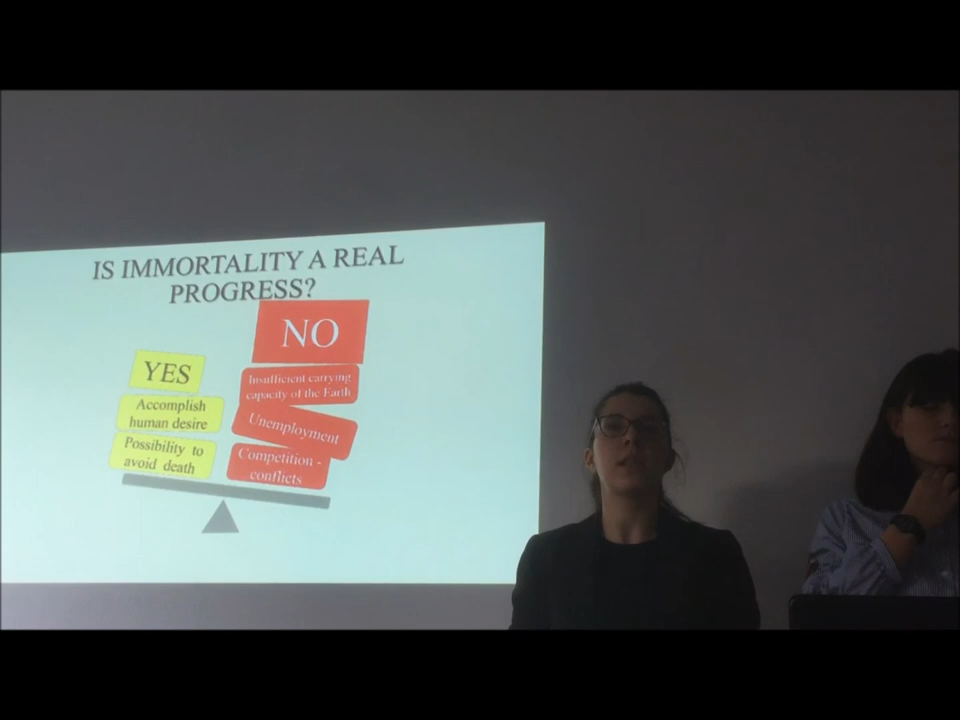 IS IMMORTALITY A REAL
PROGRESS?
YES
Accomplish
human desire
Possibility to
avoid death
NO
Insufficient carrying
capacity of the Earth
Unemployment
Competition -
conflicts